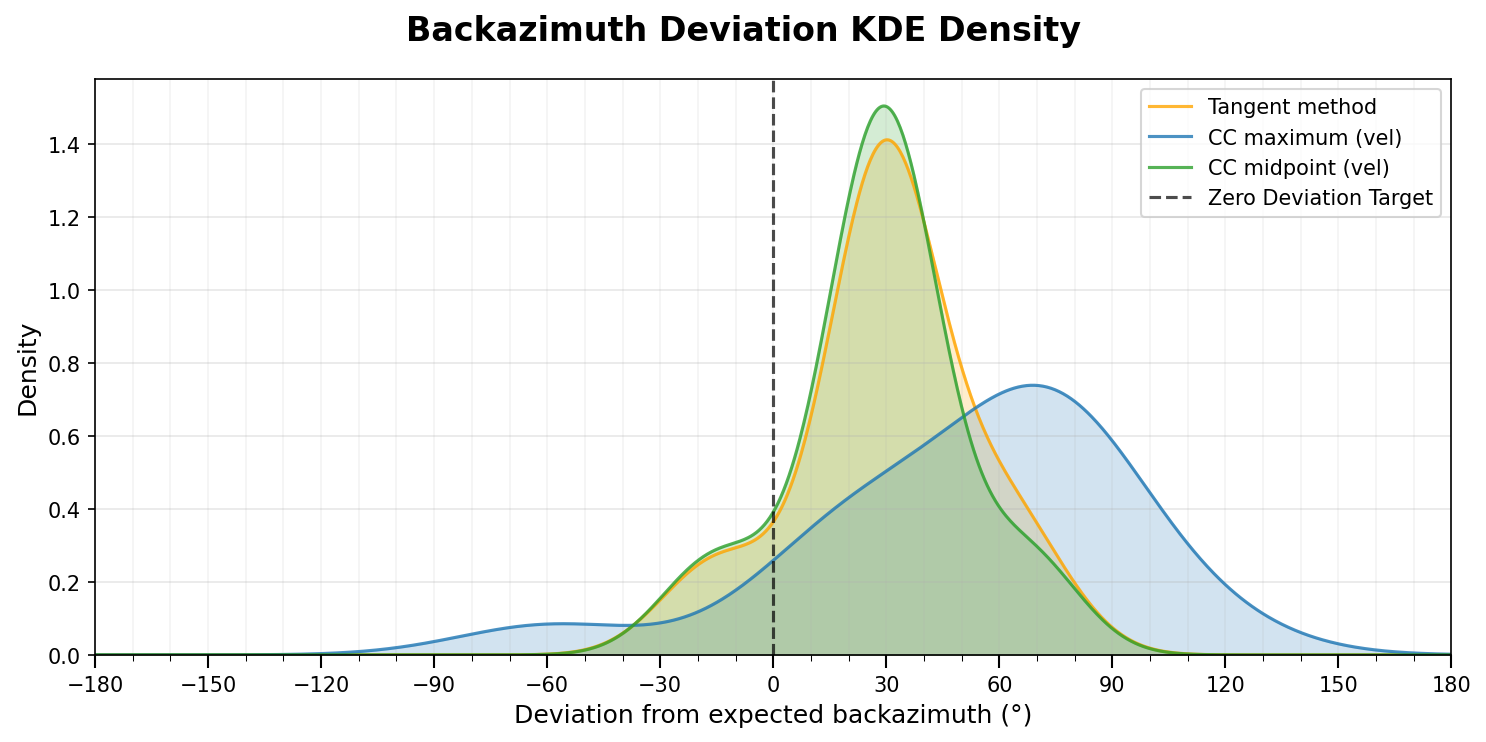 Backazimuth Deviation KDE Density
Density
1.4
1.2
1.0
0.8
0.6
0.4
0.2
0.0
Tangent method
CC maximum (vel)
CC midpoint (vel)
Zero Deviation Target
−180 −150 −120 −90 −60 −30 0 30 60 90 120 150 180
Deviation from expected backazimuth (°)